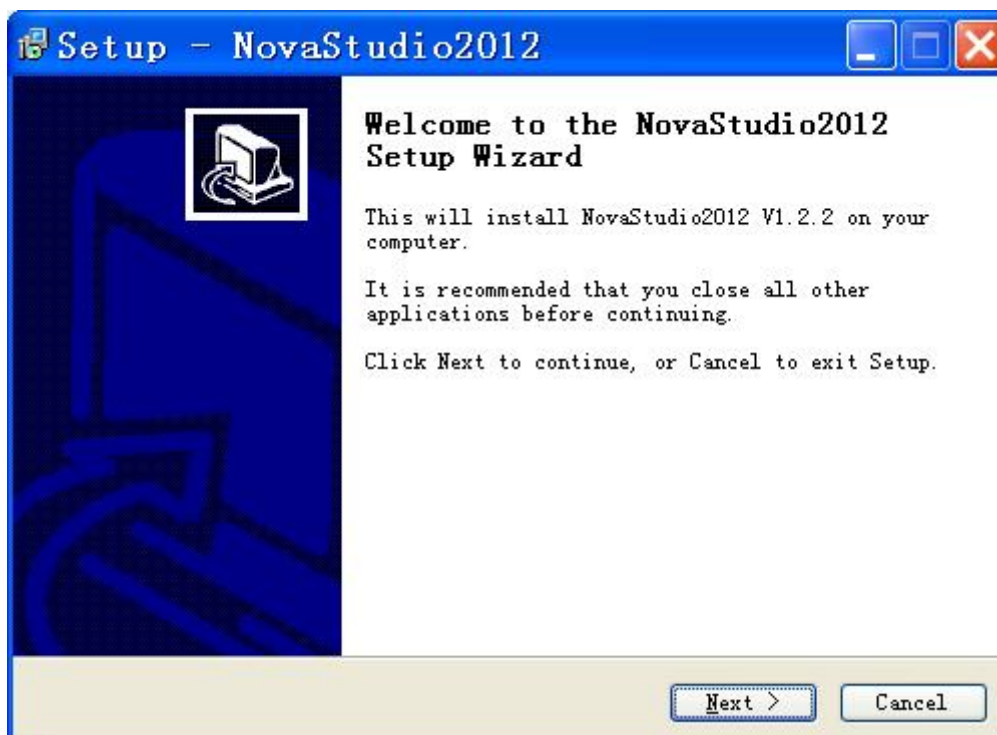 Setup - NovaStudio2012
Welcome to the NovaStudio2012
Setup Wizard
This will install NovaStudio2012 V1.2.2 on your
computer.
It is recommended that you close all other
applications before continuing.
Click Next to continue, or Cancel to exit Setup.
Next >
Cancel